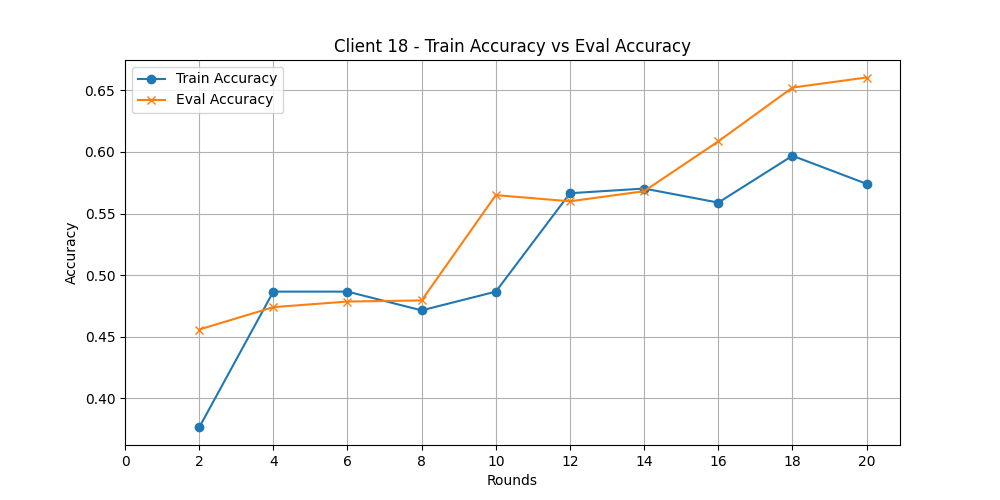 Client 18 - Train Accuracy vs Eval Accuracy
Train Accuracy
Eval Accuracy
0.65
0.60
0.55
0.50
0.45
0.40
Accuracy
0 2 4 6 8 10 12 14 16 18 20
Rounds